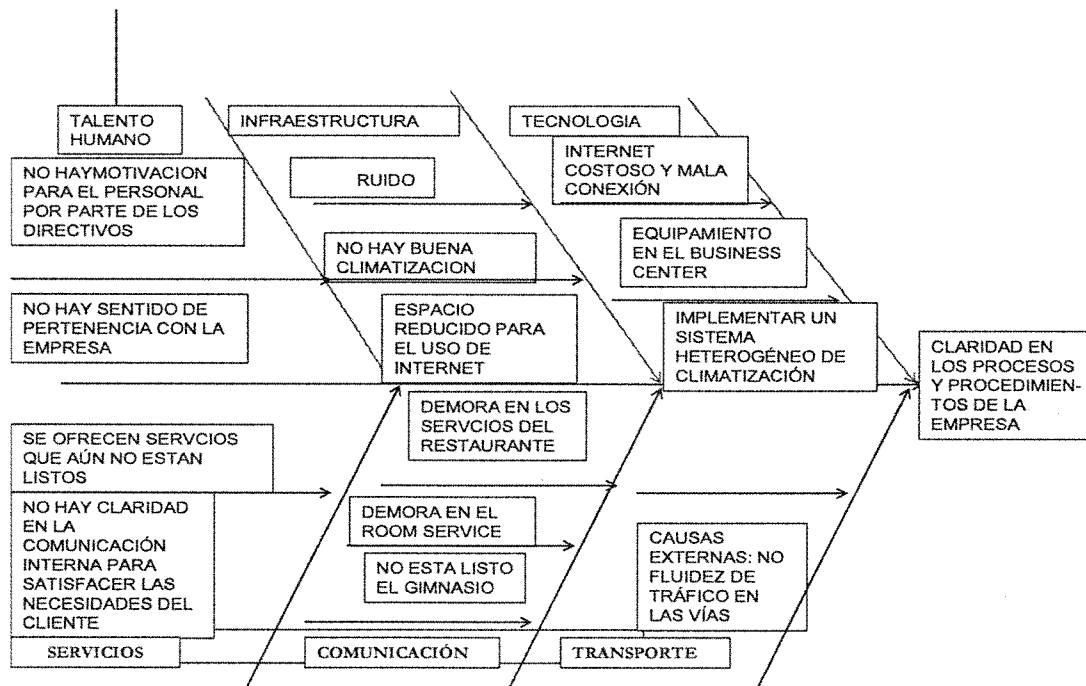 TALENTO
HUMANO
INFRAESTRUCTURA
TECNOLOGIA
NO HAYMOTIVACION
PARA EL PERSONAL
POR PARTE DE LOS
DIRECTIVOS
RUIDO
INTERNET
COSTOSO Y MALA
CONEXIÓN
NO HAY BUENA
CLIMATIZACION
EQUIPAMIENTO
EN EL BUSINESS
CENTER
NO HAY SENTIDO DE
PERTENENCIA CON LA
EMPRESA
ESPACIO
REDUCIDO PARA
EL USO DE
INTERNET
IMPLEMENTAR UN
SISTEMA
HETEROGÉNEO DE
CLIMATIZACIÓN
CLARIDAD EN
LOS PROCESOS
Y PROCEDIMIEN-
TOS DE LA
EMPRESA
SE OFRECEN SERVCIOS
QUE AÚN NO ESTAN
LISTOS
DEMORA EN LOS
SERVCIOS DEL
RESTAURANTE
NO HAY CLARIDAD
EN LA
COMUNICACIÓN
INTERNA PARA
SATISFACER LAS
NECESIDADES DEL
CLIENTE
DEMORA EN EL
ROOM SERVICE
NO ESTA LISTO
EL GIMNASIO
CAUSAS
EXTERNAS: NO
FLUIDEZ DE
TRÁFICO EN
LAS VÍAS
SERVICIOS
COMUNICACIÓN
TRANSPORTE